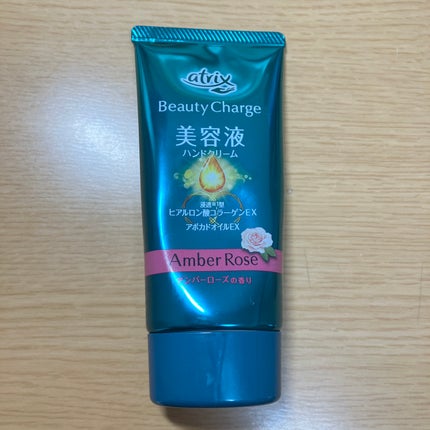 atrix
Beauty Charge
美容液
ハンドクリーム
浸透*¹型
ヒアルロン酸コラーゲンEX
×
アボカドオイルEX
Amber Rose
アンバーローズの香り